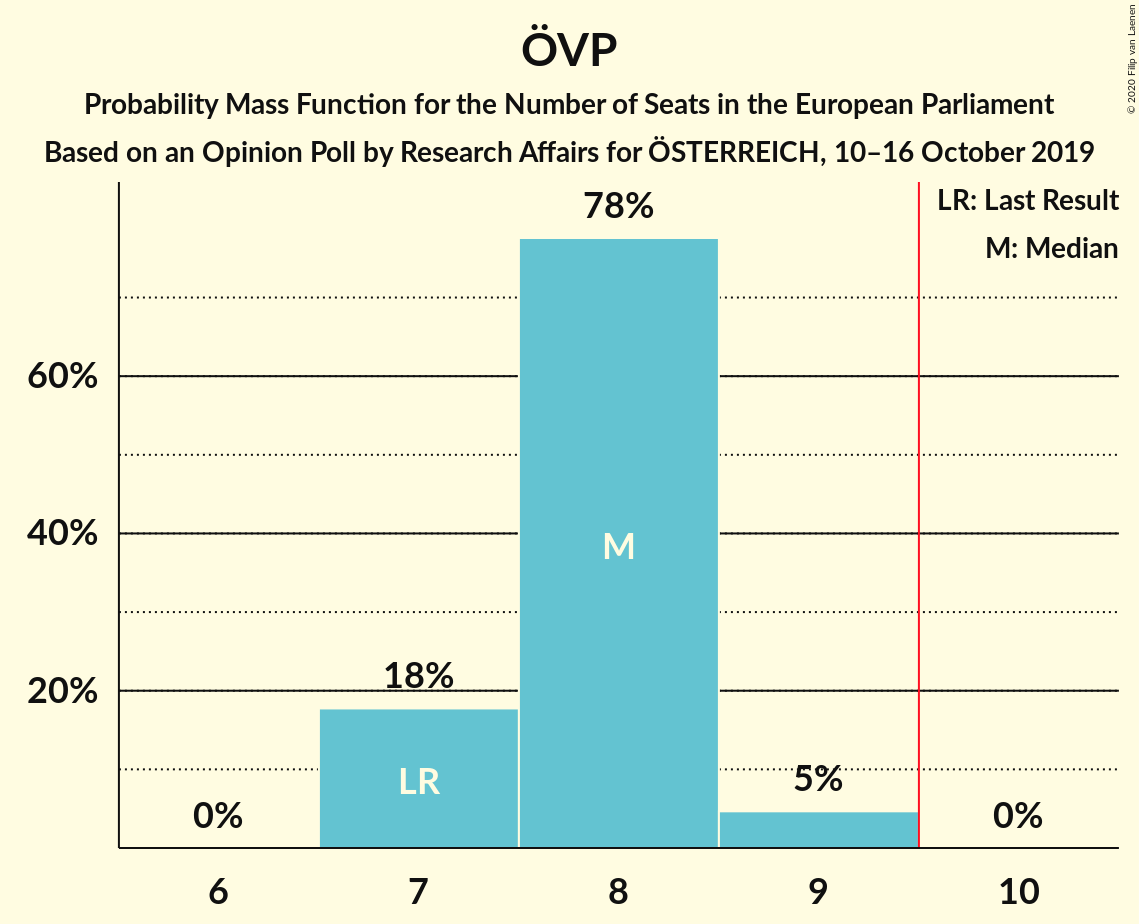 ÖVP
Probability Mass Function for the Number of Seats in the European Parliament
Based on an Opinion Poll by Research Affairs for ÖSTERREICH, 10–16 October 2019
© 2020 Filip van Laenen
LR: Last Result
M: Median
78%
60%
40%
20%
M
18%
LR
5%
0%
0%
6 7 8 9 10